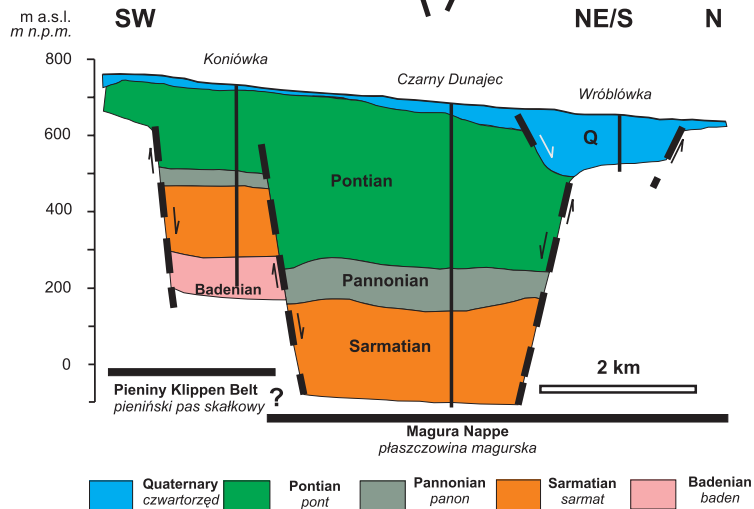 m a.s.l.
m n.p.m.
SW
NE/S
N
800
600
400
200
0
Koniówka
Czarny Dunajec
Wróblówka
Q
Pontian
Pannonian
Badenian
Sarmatian
2 km
Pieniny Klippen Belt
pieniński pas skałkowy
?
Magura Nappe
płaszczowina magurska
Quaternary
czwartorzęd
Pontian
pont
Pannonian
panon
Sarmatian
sarmat
Badenian
baden